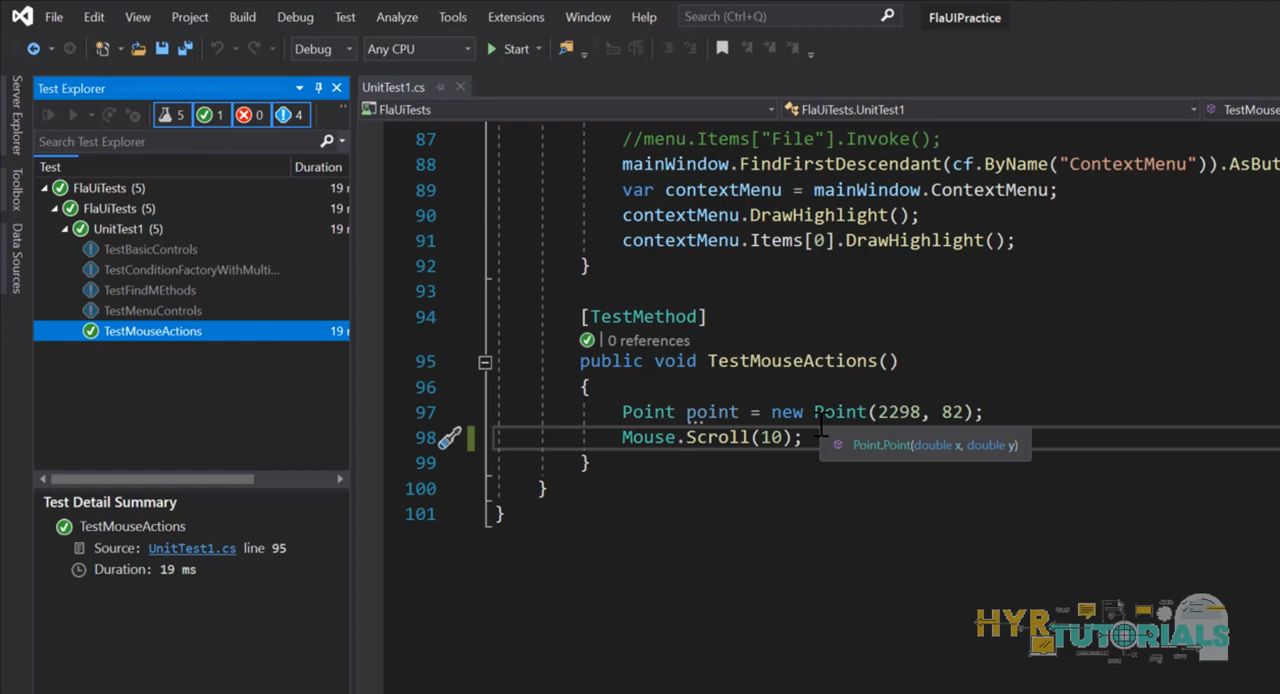 File Edit View Project Build Debug Test Analyze Tools Extensions Window Help Search (Ctrl+Q) FlaUIPractice
Debug Any CPU Start
Server Explorer
Toolbox
Data Sources
Test Explorer
5 1 0 4
Search Test Explorer
Test Duration
FlaUiTests (5) 19 m
FlaUiTests (5) 19 m
UnitTest1 (5) 19 m
TestBasicControls
TestConditionFactoryWithMulti...
TestFindMEthods
TestMenuControls
TestMouseActions 19 m
Test Detail Summary
TestMouseActions
Source: UnitTest1.cs line 95
Duration: 19 ms
UnitTest1.cs
FlaUiTests FlaUiTests.UnitTest1 TestMouse
87 //menu.Items["File"].Invoke();
88 mainWindow.FindFirstDescendant(cf.ByName("ContextMenu")).AsBut
89 var contextMenu = mainWindow.ContextMenu;
90 contextMenu.DrawHighlight();
91 contextMenu.Items[0].DrawHighlight();
92 }
93
94 [TestMethod]
0 references
95 public void TestMouseActions()
96 {
97 Point point = new Point(2298, 82);
98 Mouse.Scroll(10);
Point.Point(double x, double y)
99 }
100 }
101 }
HYR TUTORIALS